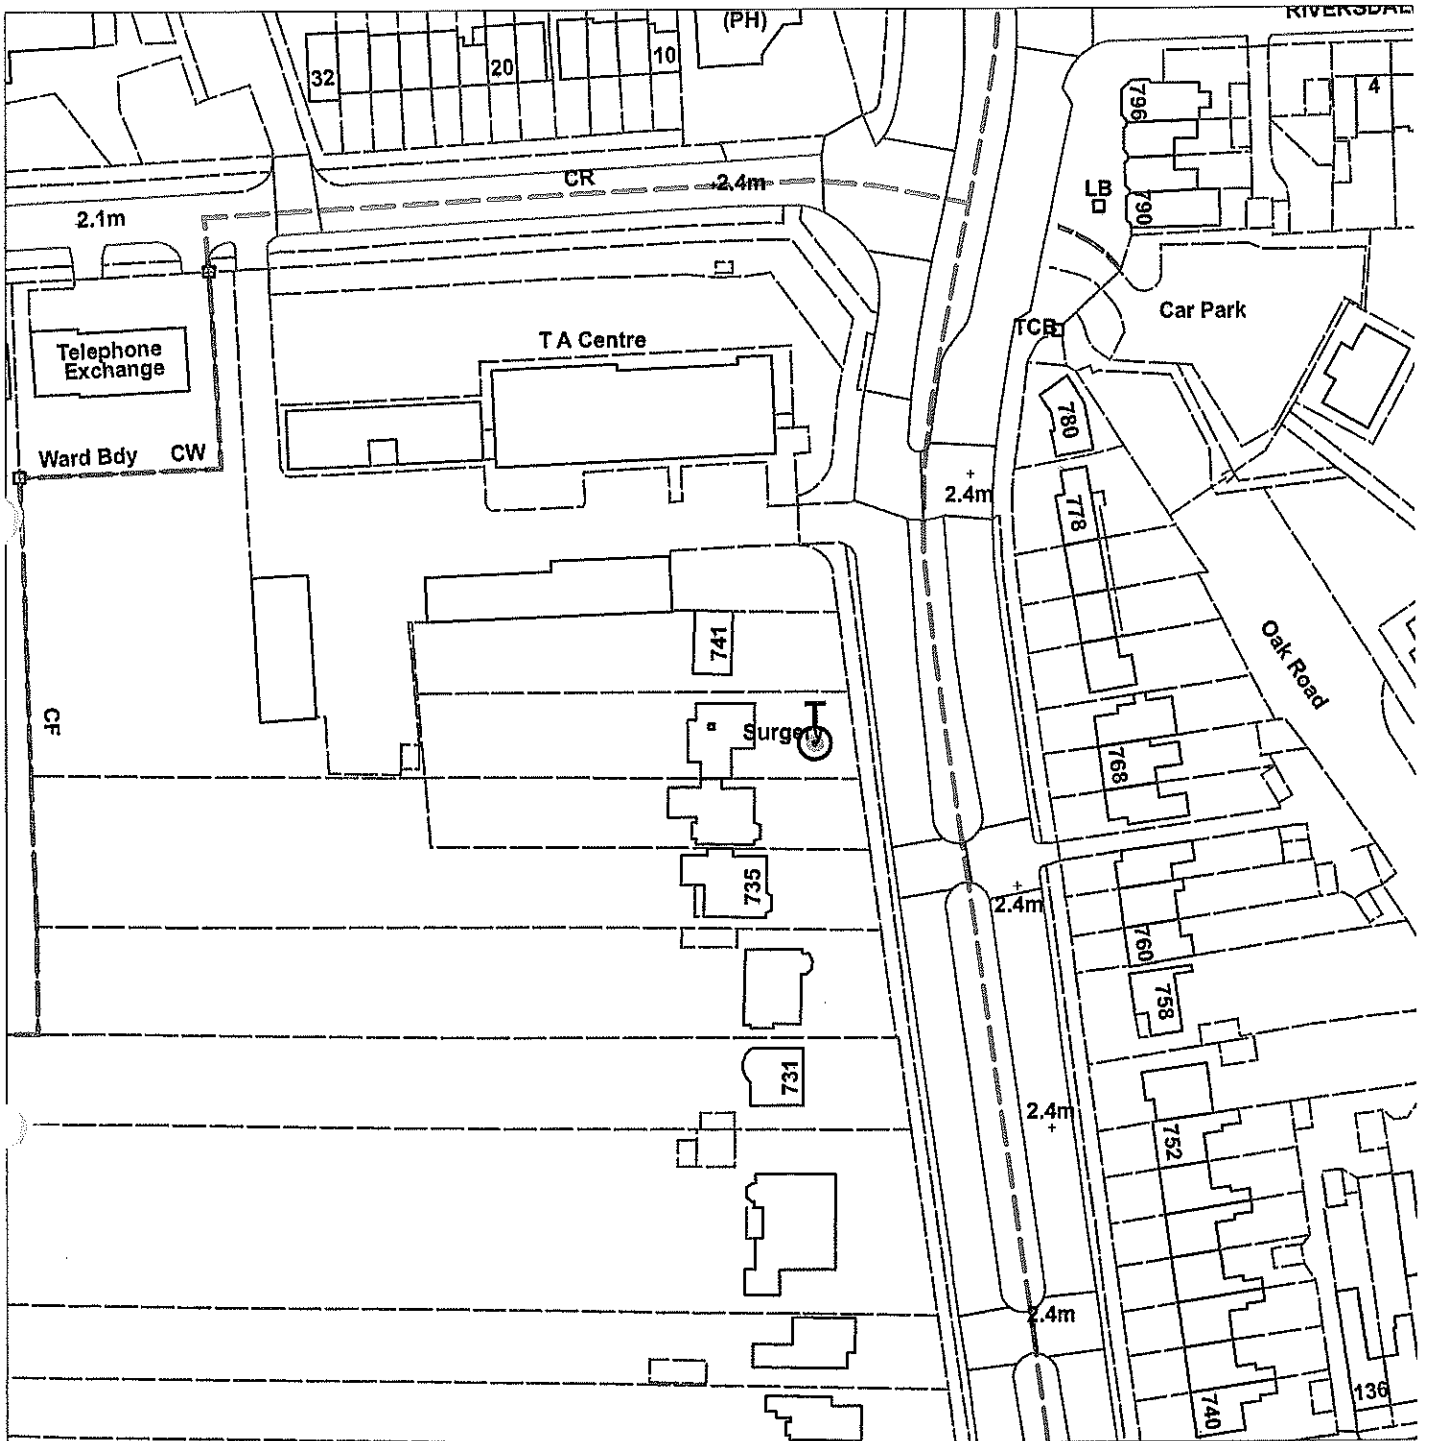 RIVERSDAL
(PH)
32
20
10
4
796
CR
2.4m
LB
790
2.1m
Car Park
TCB
T A Centre
Telephone
Exchange
780
Ward Bdy
CW
2.4m
778
741
Oak Road
CF
Surgery
T
768
735
2.4m
760
758
731
2.4m
752
2.4m
136
740